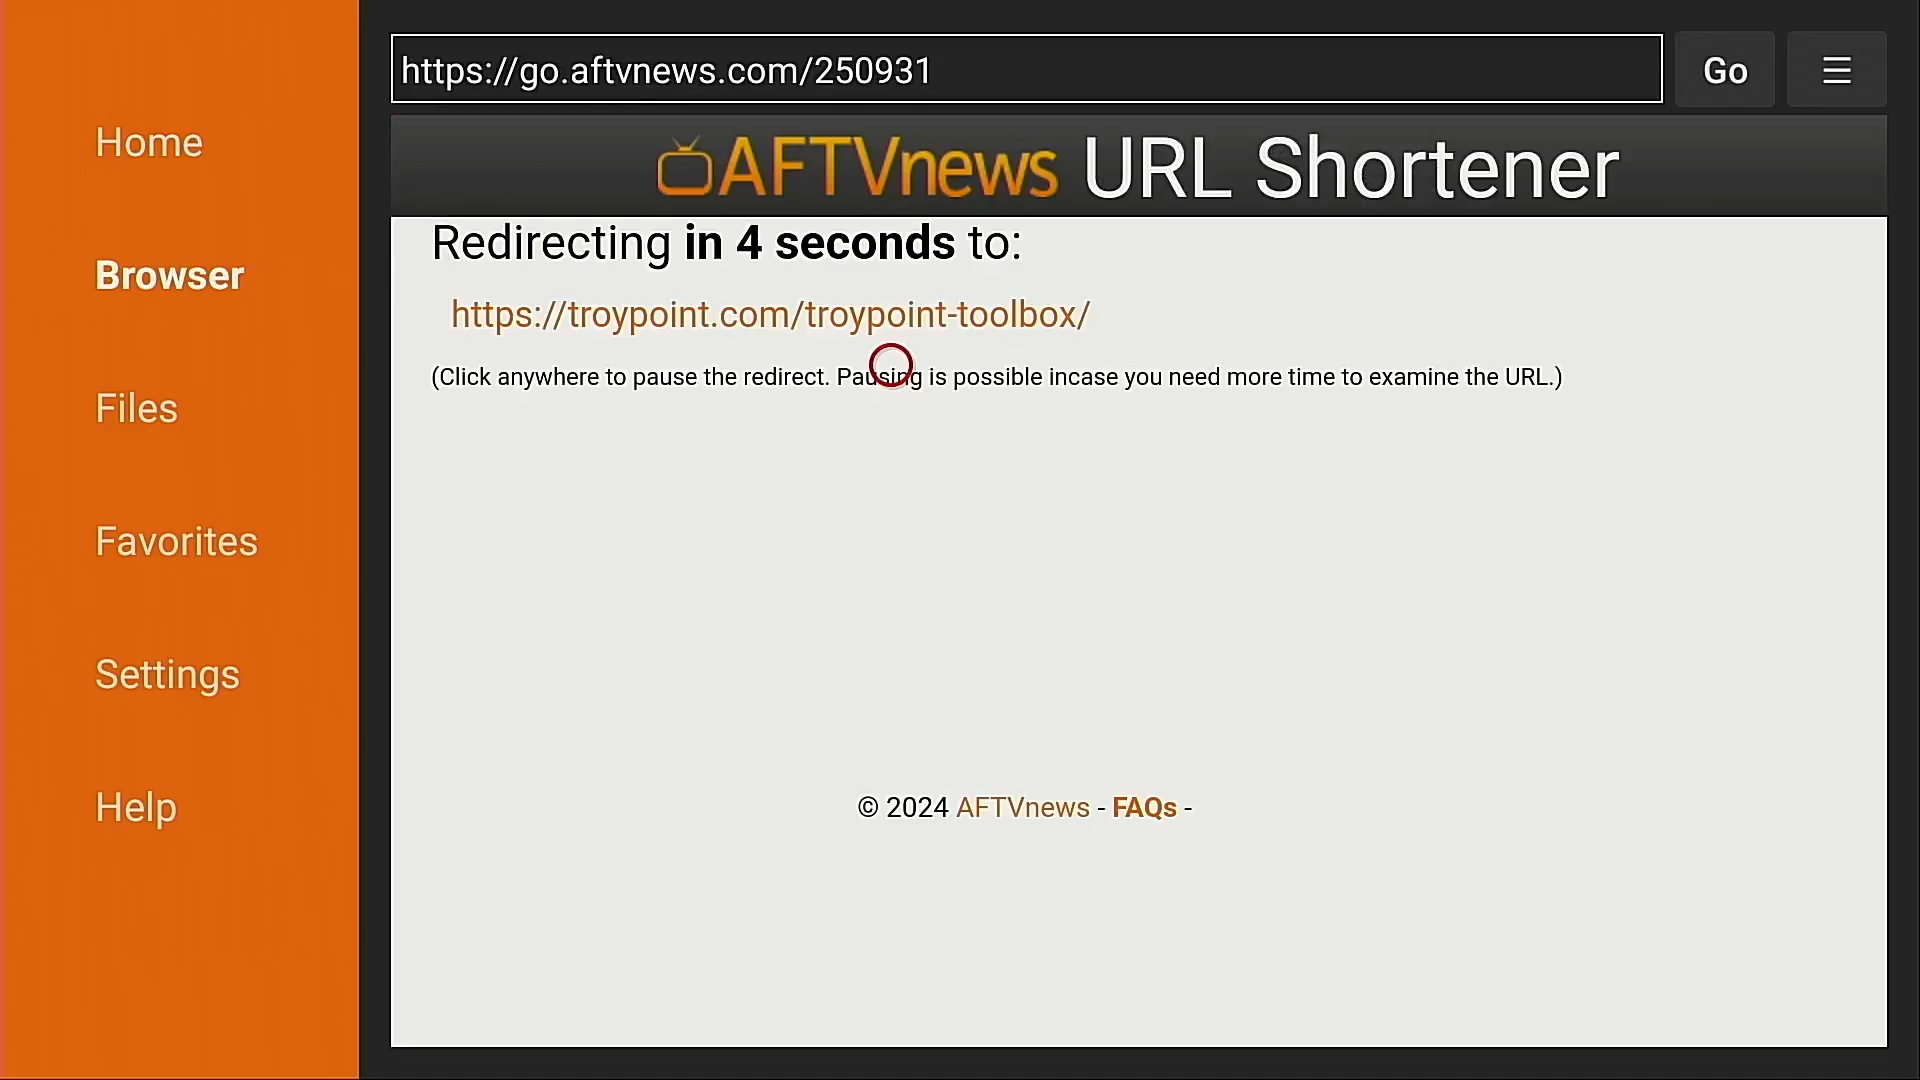 Home
Browser
Files
Favorites
Settings
Help
https://go.aftvnews.com/250931
Go
AFTVnews URL Shortener
Redirecting in 4 seconds to:
https://troypoint.com/troypoint-toolbox/
(Click anywhere to pause the redirect. Pausing is possible incase you need more time to examine the URL.)
© 2024 AFTVnews - FAQs -